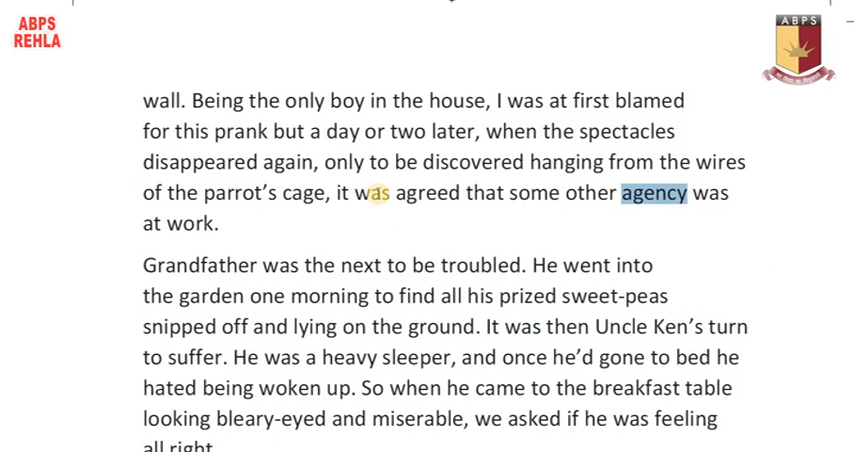 ABPS
REHLA
ABPS
wall. Being the only boy in the house, I was at first blamed
for this prank but a day or two later, when the spectacles
disappeared again, only to be discovered hanging from the wires
of the parrot’s cage, it was agreed that some other agency was
at work.
Grandfather was the next to be troubled. He went into
the garden one morning to find all his prized sweet-peas
snipped off and lying on the ground. It was then Uncle Ken’s turn
to suffer. He was a heavy sleeper, and once he’d gone to bed he
hated being woken up. So when he came to the breakfast table
looking bleary-eyed and miserable, we asked if he was feeling
all right.